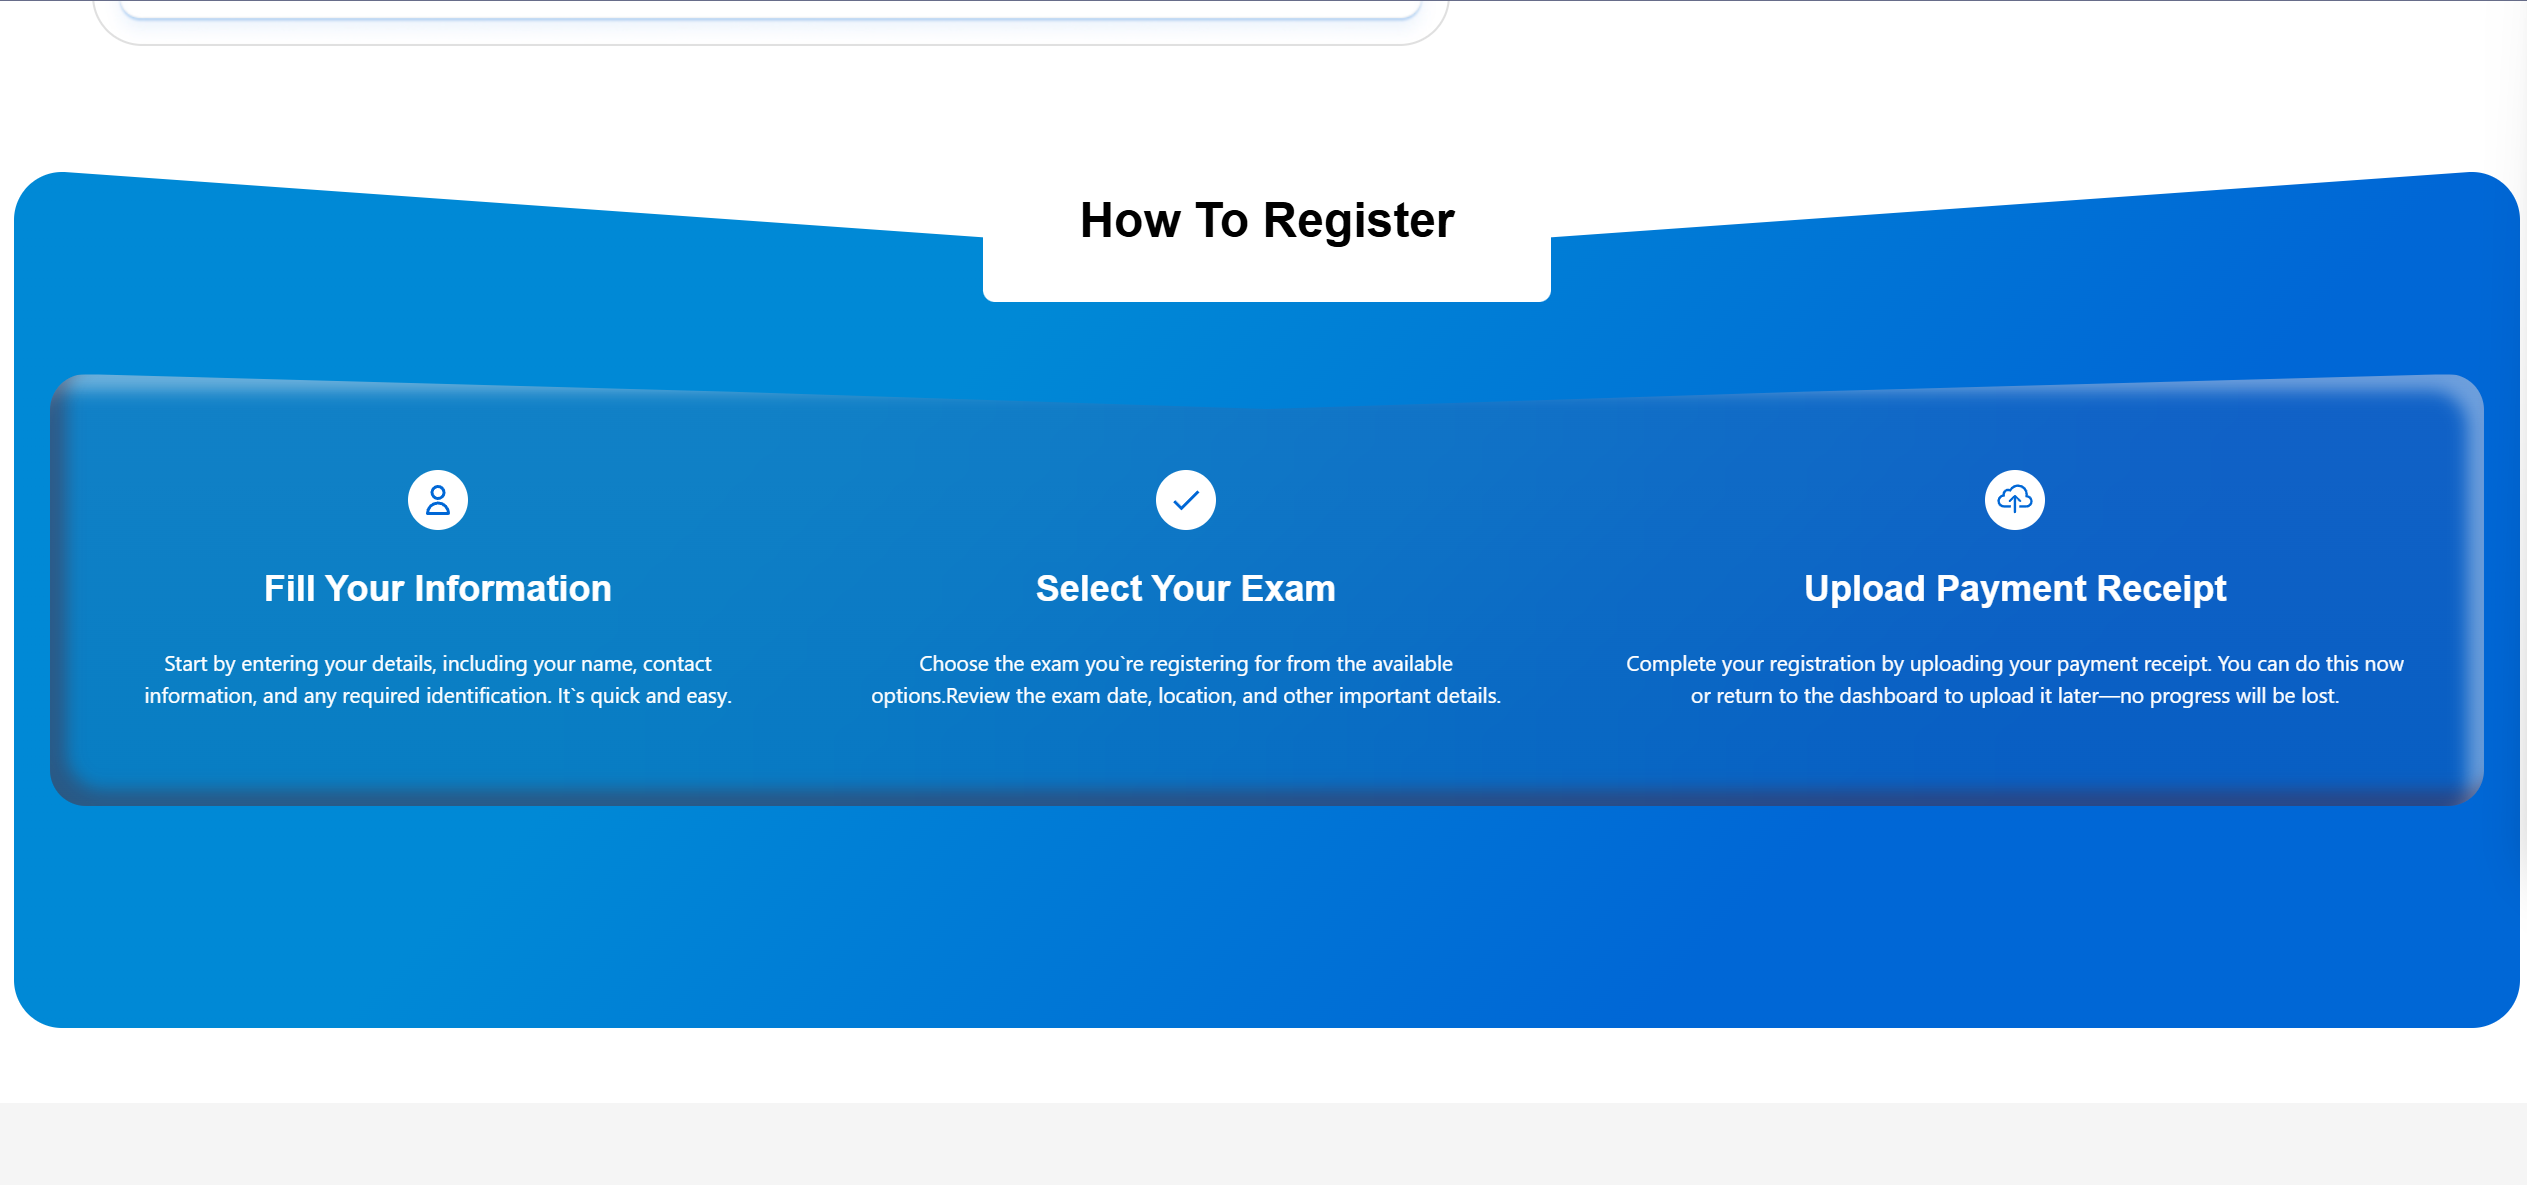 How To Register
Fill Your Information
Start by entering your details, including your name, contact
information, and any required identification. It`s quick and easy.
Select Your Exam
Choose the exam you`re registering for from the available
options.Review the exam date, location, and other important details.
Upload Payment Receipt
Complete your registration by uploading your payment receipt. You can do this now
or return to the dashboard to upload it later—no progress will be lost.